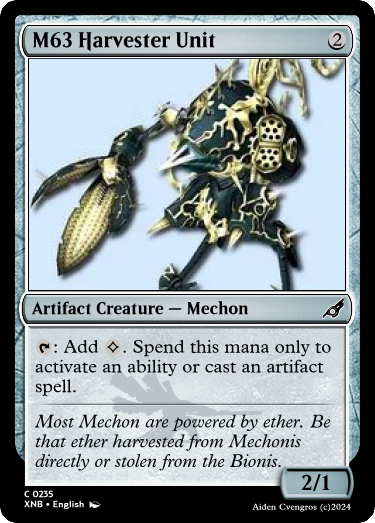 M63 Harvester Unit 2
Artifact Creature — Mechon
: Add . Spend this mana only to
activate an ability or cast an artifact
spell.
Most Mechon are powered by ether. Be
that ether harvested from Mechonis
directly or stolen from the Bionis.
2/1
C 0235
XNB • English
Aiden Cvengros (c)2024